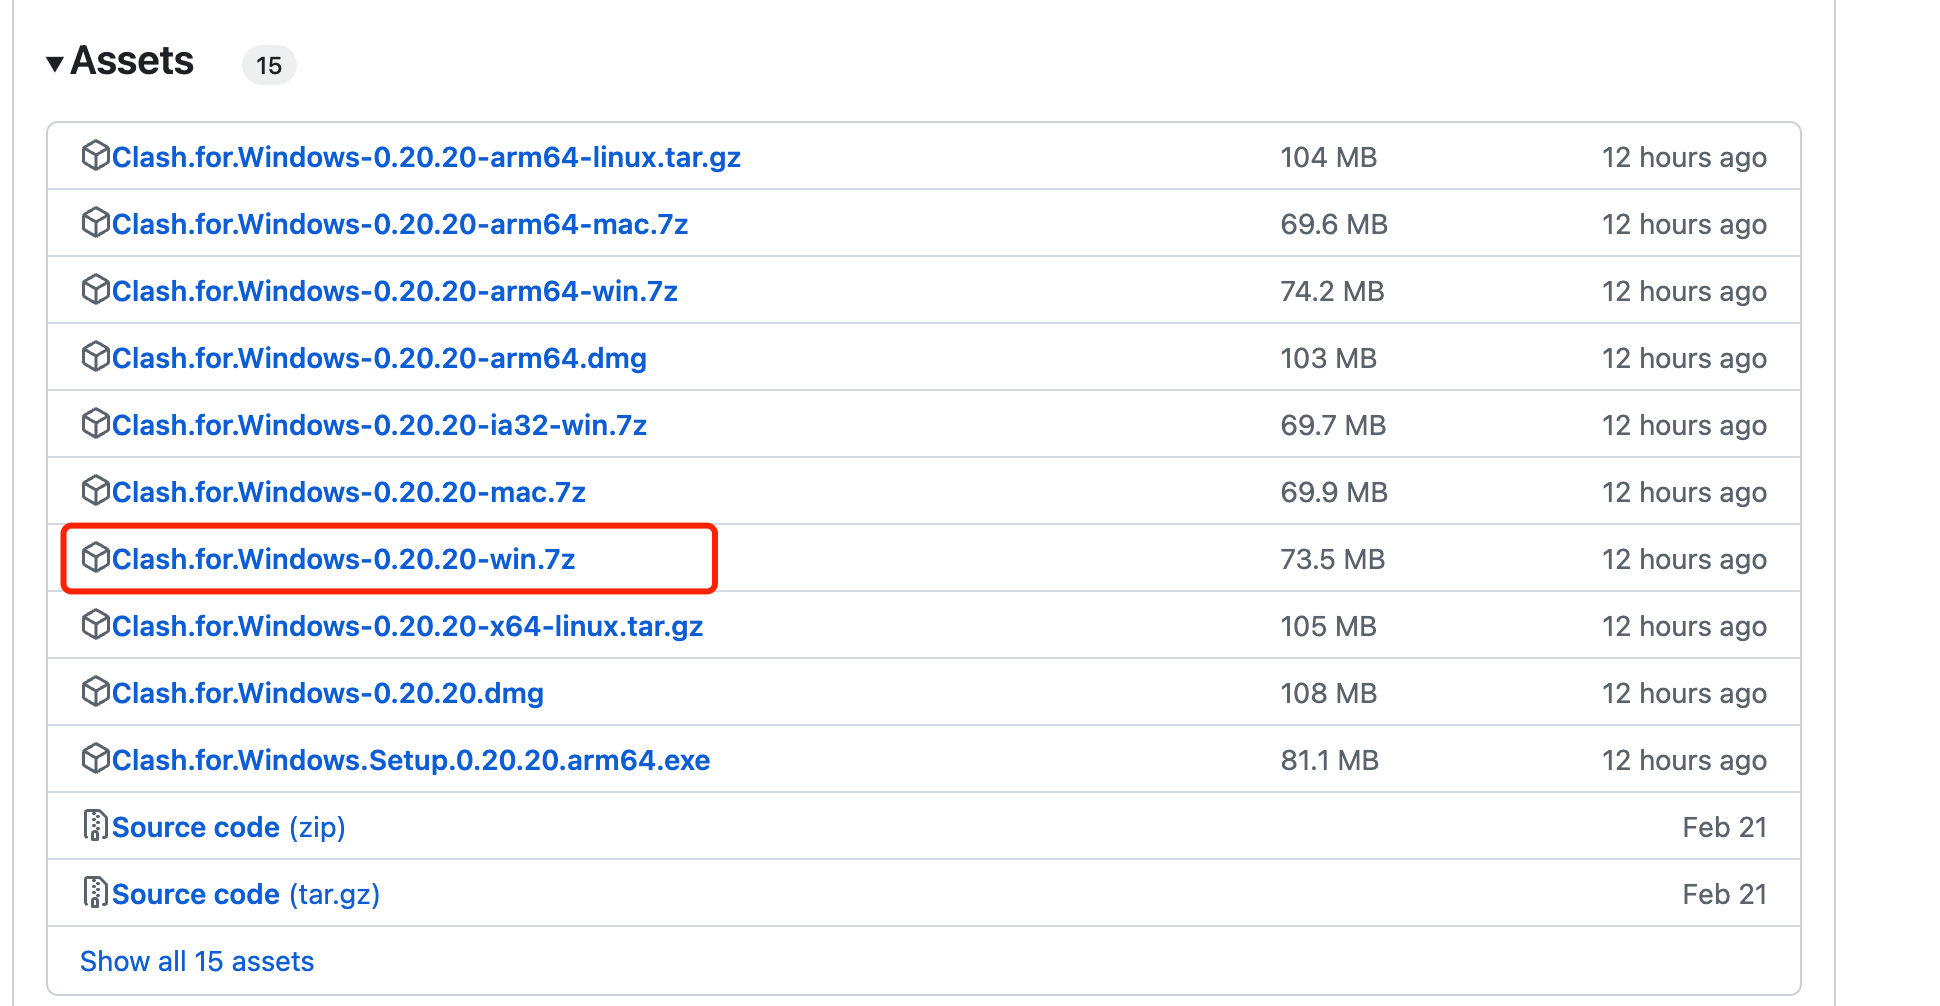 Assets 15
Clash.for.Windows-0.20.20-arm64-linux.tar.gz 104 MB 12 hours ago
Clash.for.Windows-0.20.20-arm64-mac.7z 69.6 MB 12 hours ago
Clash.for.Windows-0.20.20-arm64-win.7z 74.2 MB 12 hours ago
Clash.for.Windows-0.20.20-arm64.dmg 103 MB 12 hours ago
Clash.for.Windows-0.20.20-ia32-win.7z 69.7 MB 12 hours ago
Clash.for.Windows-0.20.20-mac.7z 69.9 MB 12 hours ago
Clash.for.Windows-0.20.20-win.7z 73.5 MB 12 hours ago
Clash.for.Windows-0.20.20-x64-linux.tar.gz 105 MB 12 hours ago
Clash.for.Windows-0.20.20.dmg 108 MB 12 hours ago
Clash.for.Windows.Setup.0.20.20.arm64.exe 81.1 MB 12 hours ago
Source code (zip) Feb 21
Source code (tar.gz) Feb 21
Show all 15 assets